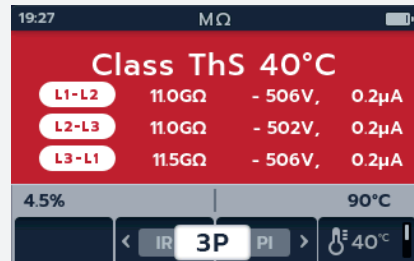 19:27 MΩ
Class ThS 40°C
L1-L2 11.0GΩ - 506V, 0.2µA
L2-L3 11.0GΩ - 502V, 0.2µA
L3-L1 11.5GΩ - 506V, 0.2µA
4.5% 90°C
< IR 3P PI > 40°C